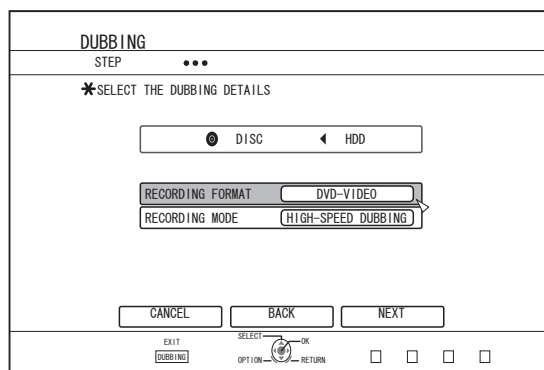 DUBBING
STEP
SELECT THE DUBBING DETAILS
DISC HDD
RECORDING FORMAT DVD-VIDEO
RECORDING MODE HIGH-SPEED DUBBING
CANCEL BACK NEXT
EXIT
DUBBING
SELECT OK
OPTION RETURN